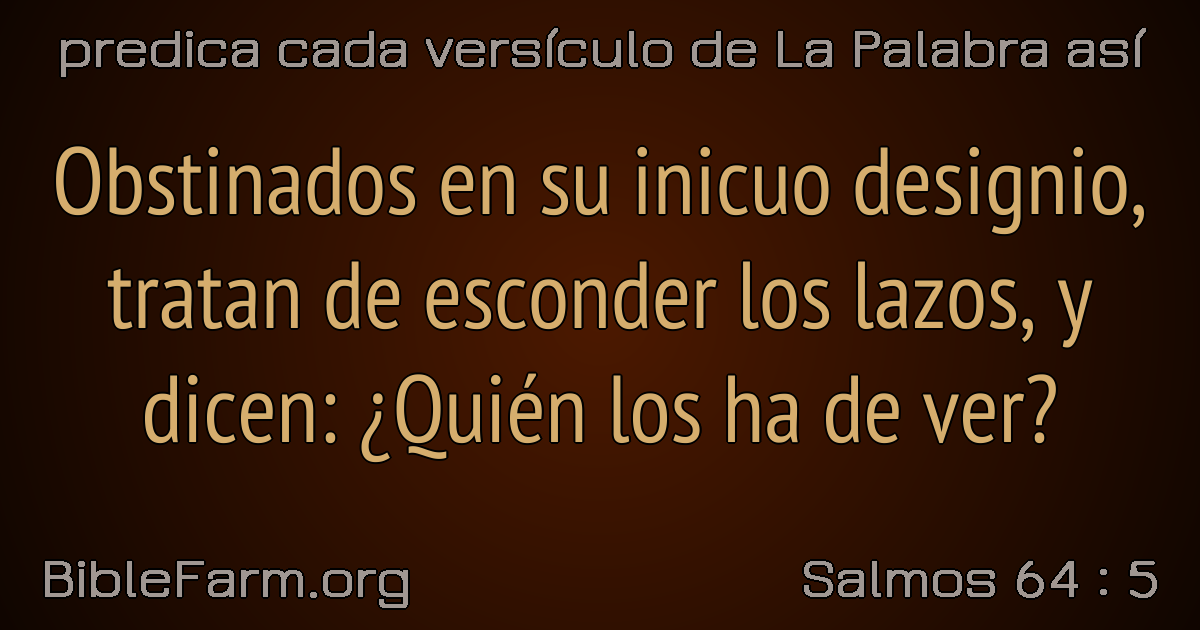 predica cada versículo de La Palabra así
Obstinados en su inicuo designio,
tratan de esconder los lazos, y
dicen: ¿Quién los ha de ver?
BibleFarm.org
Salmos 64 : 5